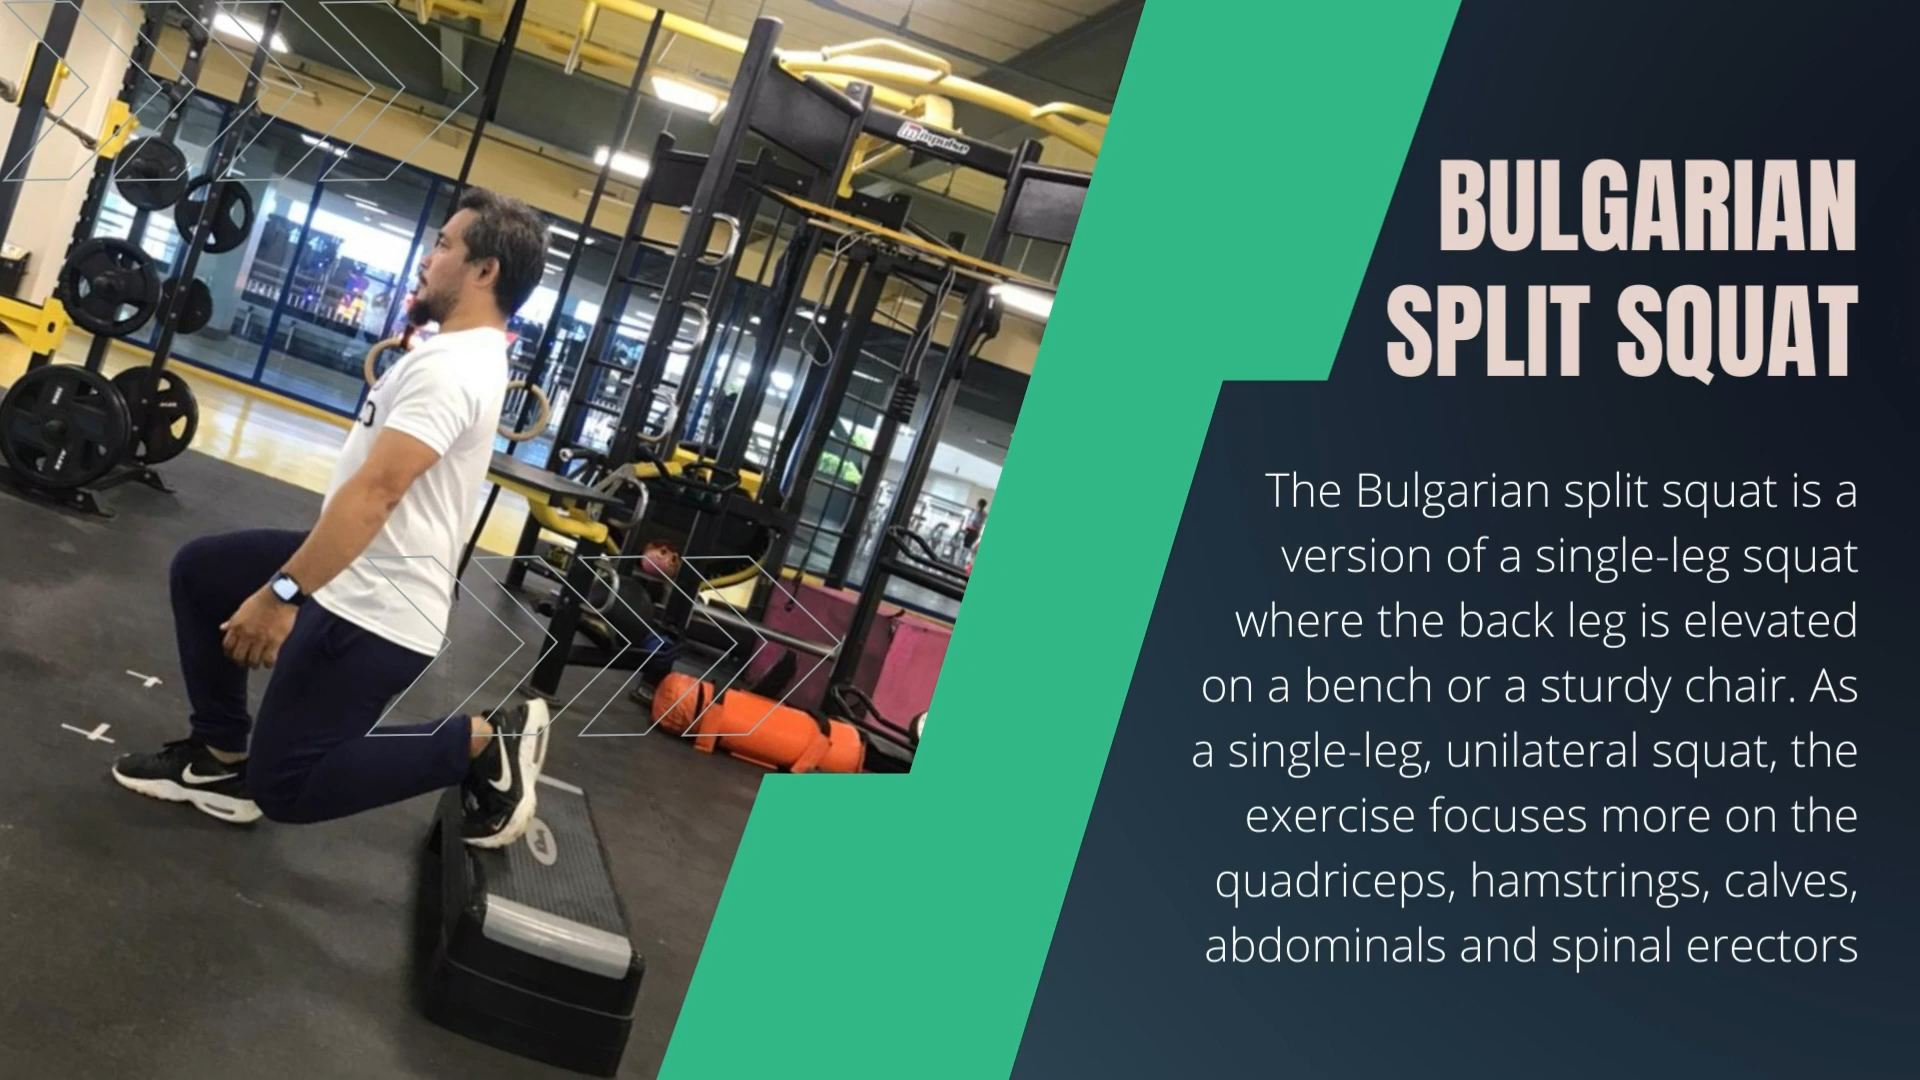 impulse
BULGARIAN
SPLIT SQUAT
The Bulgarian split squat is a
version of a single-leg squat
where the back leg is elevated
on a bench or a sturdy chair. As
a single-leg, unilateral squat, the
exercise focuses more on the
quadriceps, hamstrings, calves,
abdominals and spinal erectors